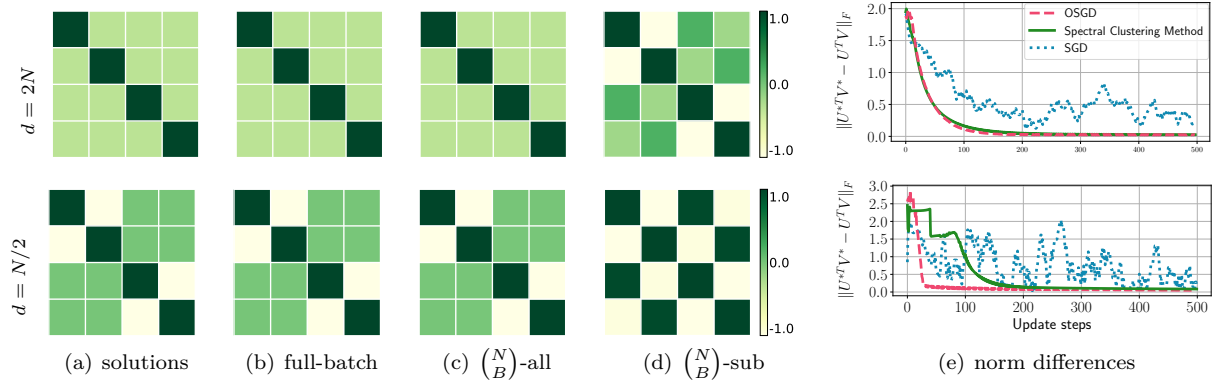 d = 2N
1.0
-1.0
‖U*ᵀV* − UᵀV‖_F
2.0
1.5
1.0
0.5
0.0
OSGD
Spectral Clustering Method
SGD
0 100 200 300 400 500
d = N/2
1.0
0.0
-1.0
‖U*ᵀV* − UᵀV‖_F
3.0
2.5
2.0
1.5
1.0
0.5
0.0
0 100 200 300 400 500
Update steps
(a) solutions
(b) full-batch
(c) (N B)-all
(d) (N B)-sub
(e) norm differences